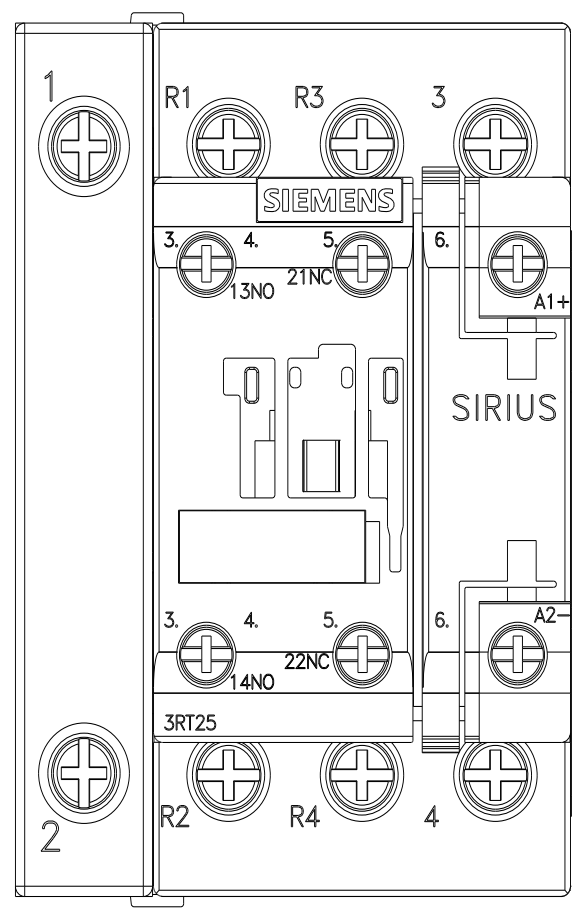 1 R1 R3 3
SIEMENS
3. 4. 5. 6.
13NO 21NC
A1+
SIRIUS
A2-
3. 4. 5. 6.
14NO 22NC
3RT25
R2 R4 4
2